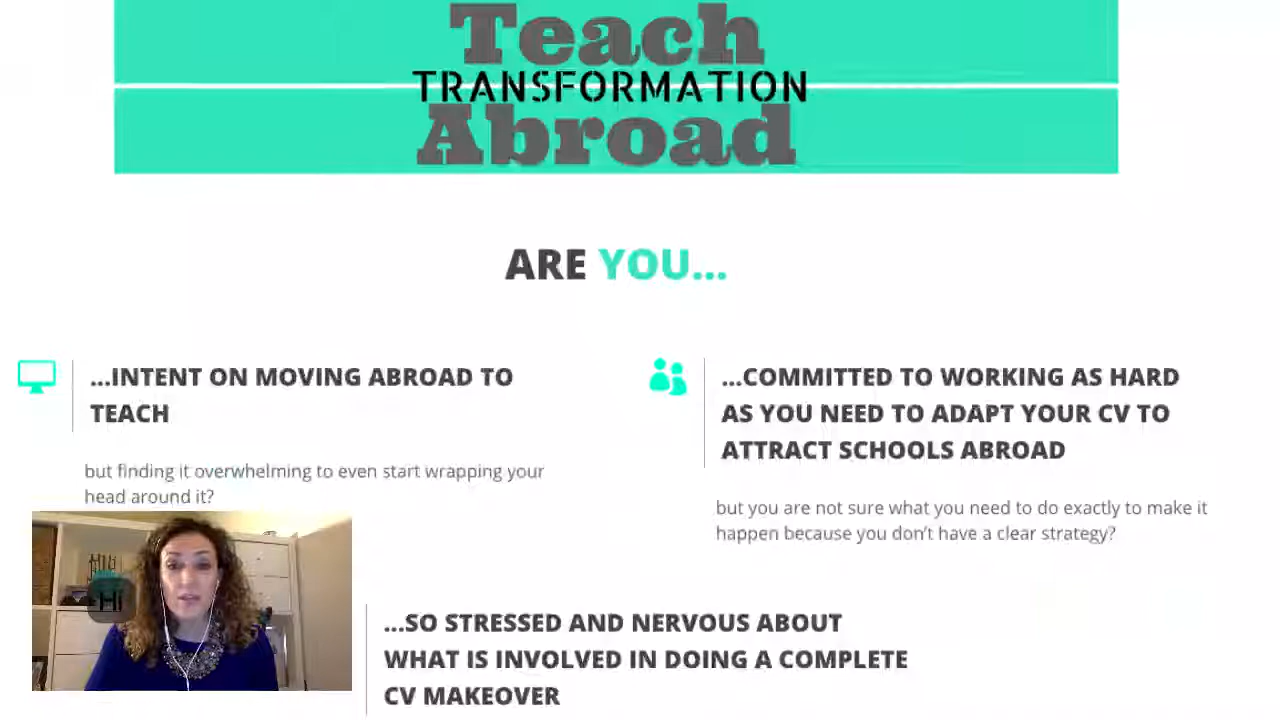 Teach
TRANSFORMATION
Abroad
ARE YOU...
...INTENT ON MOVING ABROAD TO
TEACH
but finding it overwhelming to even start wrapping your
head around it?
...COMMITTED TO WORKING AS HARD
AS YOU NEED TO ADAPT YOUR CV TO
ATTRACT SCHOOLS ABROAD
but you are not sure what you need to do exactly to make it
happen because you don't have a clear strategy?
Hi
...SO STRESSED AND NERVOUS ABOUT
WHAT IS INVOLVED IN DOING A COMPLETE
CV MAKEOVER